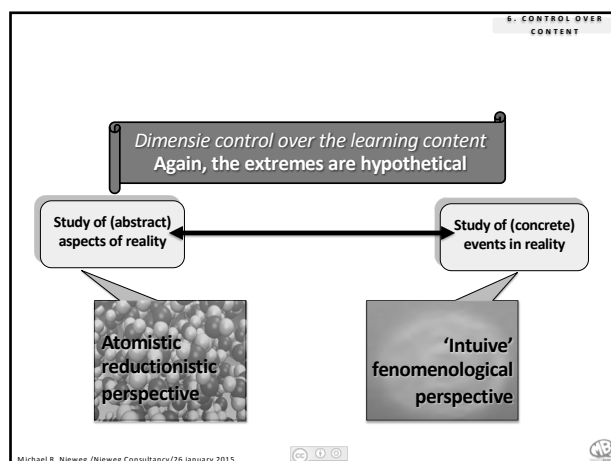 6. CONTROL OVER
CONTENT
Dimensie control over the learning content
Again, the extremes are hypothetical
Study of (abstract)
aspects of reality
Study of (concrete)
events in reality
Atomistic
reductionistic
perspective
‘Intuive’
fenomenological
perspective
Michael R. Nieweg /Nieweg Consultancy/26 january 2015
cc